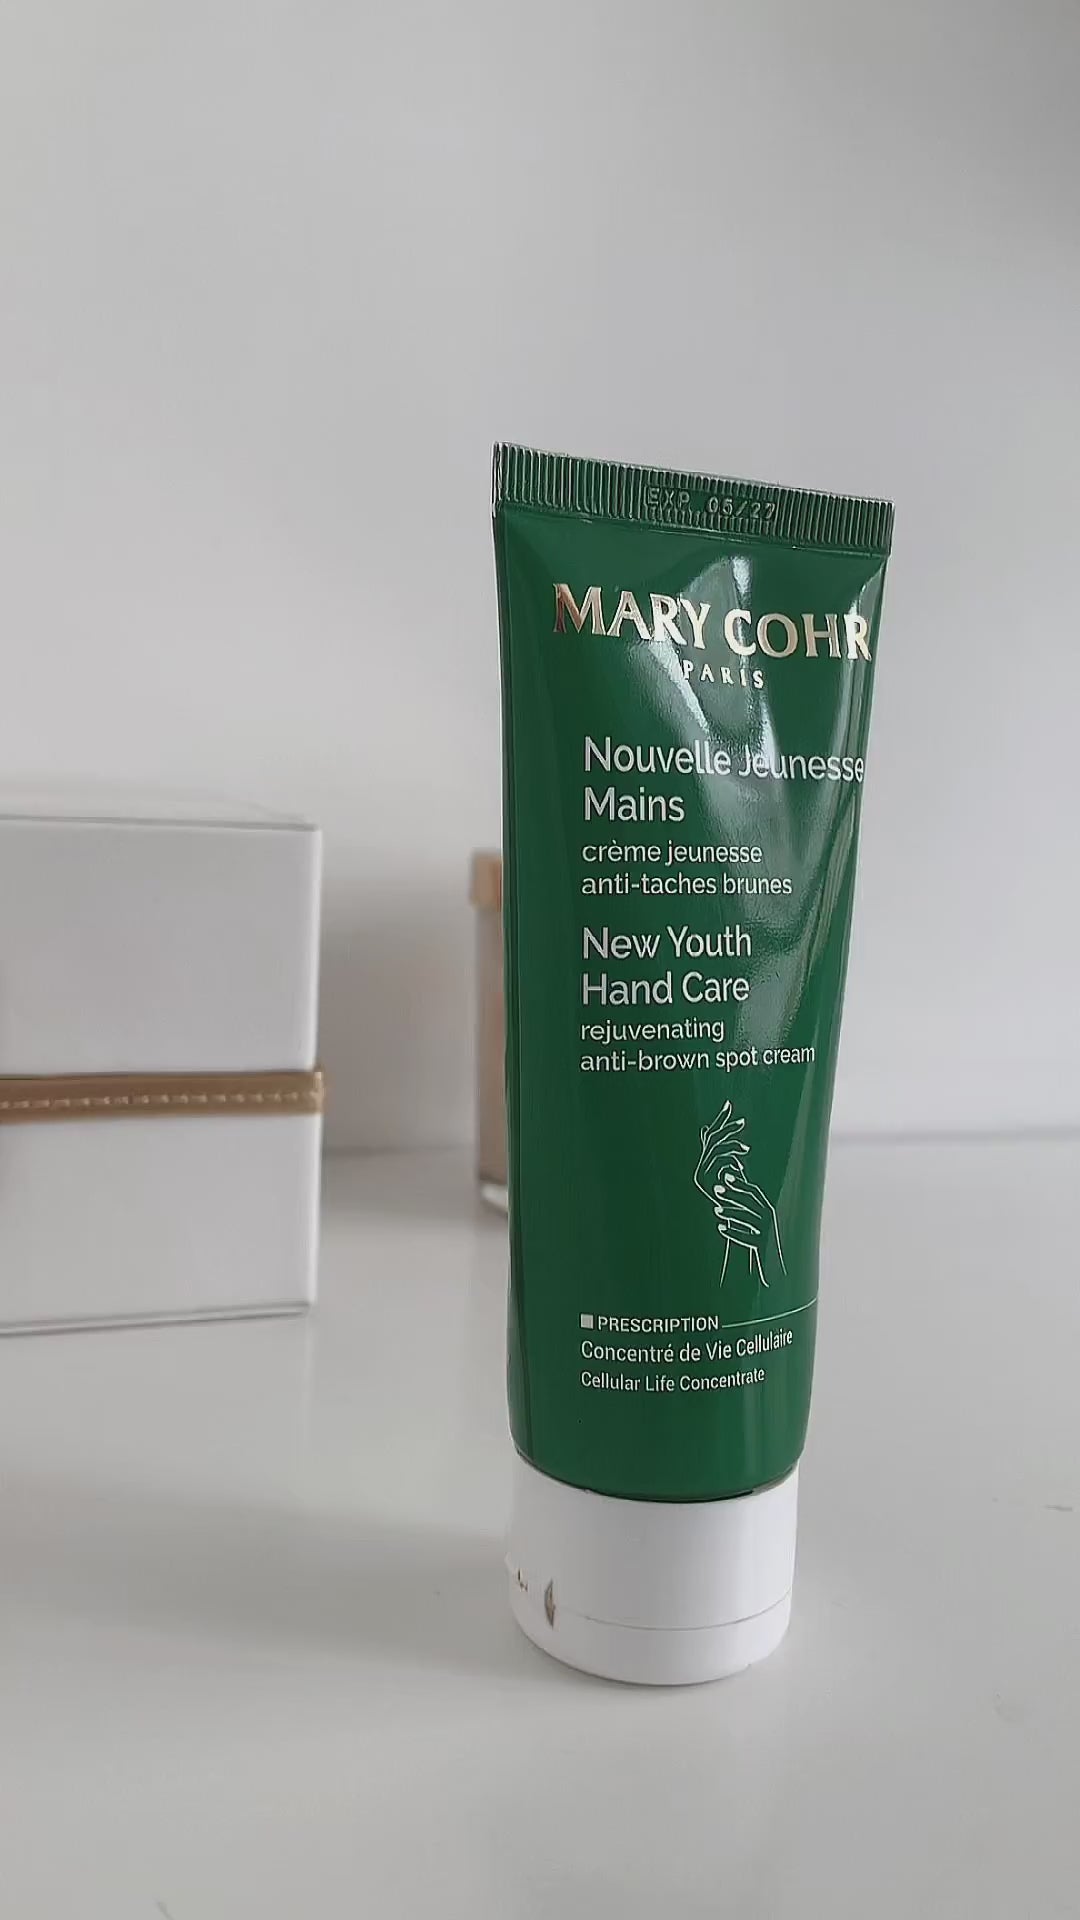 EXP. 05/27
MARY COHR
PARIS
Nouvelle Jeunesse
Mains
crème jeunesse
anti-taches brunes
New Youth
Hand Care
rejuvenating
anti-brown spot cream
PRESCRIPTION
Concentré de Vie Cellulaire
Cellular Life Concentrate